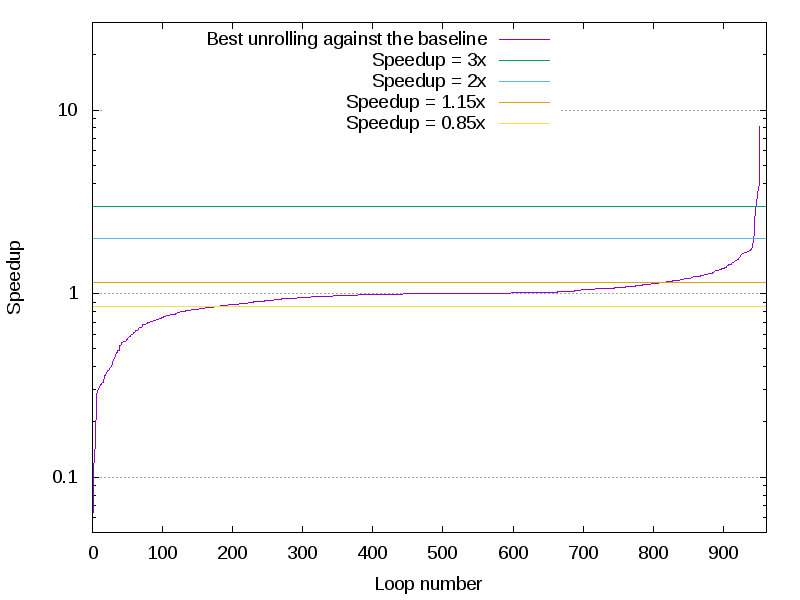 Best unrolling against the baseline
Speedup = 3x
Speedup = 2x
Speedup = 1.15x
Speedup = 0.85x
10
1
0.1
Speedup
0 100 200 300 400 500 600 700 800 900
Loop number